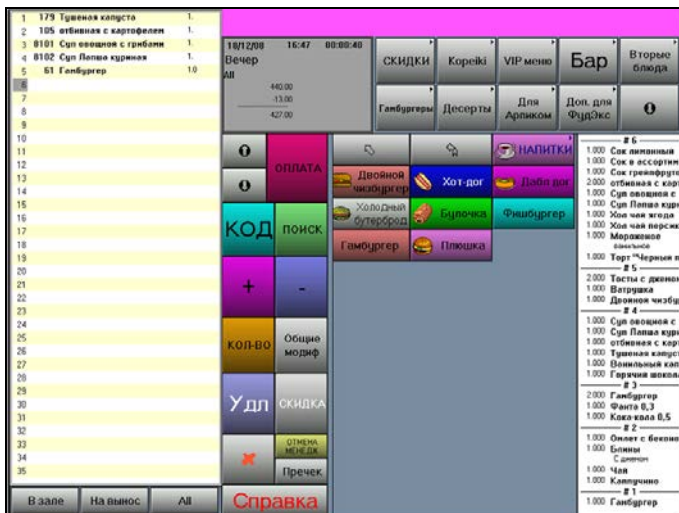 1 179 Тушеная капуста 1.
2 105 отбивная с картофелем 1.
3 8101 Суп овощной с грибами 1.
4 8102 Суп Лапша куриная 1.
5 61 Гамбургер 1.0
6
7
8
9
10
11
12
13
14
15
16
17
18
19
20
21
22
23
24
25
26
27
28
29
30
31
32
33
34
35
В зале На вынос All
18/12/08 16:47 00:00:40
Вечер
All
440.00
-13.00
427.00
СКИДКИ Kopeiki VIP меню Бар Вторые блюда
Гамбургеры Десерты Для Арпиком Доп. для ФудЭкс
ОПЛАТА
КОД ПОИСК
+ -
КОЛ-ВО Общие модиф
Удл СКИДКА
ОТМЕНА МЕНЕДЖ
Пречек
Справка
НАПИТКИ
Двойной чизбургер Хот-дог Дабл дог
Холодный бутерброд Булочка Фишбургер
Гамбургер Плюшка
# 6
1.000 Сок лимонный
1.000 Сок в ассортим
1.000 Сок грейпфруто
2.000 отбивная с карт
1.000 Суп овощной с
1.000 Суп Лапша кури
1.000 Хол чай ягода
1.000 Хол чай персик
1.000 Мороженое
ванильное
1.000 Торт "Черный п
# 5
2.000 Тосты с джемом
1.000 Ватрушка
1.000 Двойной чизбу
# 4
1.000 Суп овощной с
1.000 Суп Лапша кури
1.000 отбивная с карт
1.000 Тушеная капуст
1.000 Ванильный кап
1.000 Горячий шокола
# 3
2.000 Гамбургер
1.000 Фанта 0,3
1.000 Кока-кола 0,5
# 2
1.000 Омлет с беконо
1.000 Блины
С джемом
1.000 Чай
1.000 Каппучино
# 1
1.000 Гамбургер